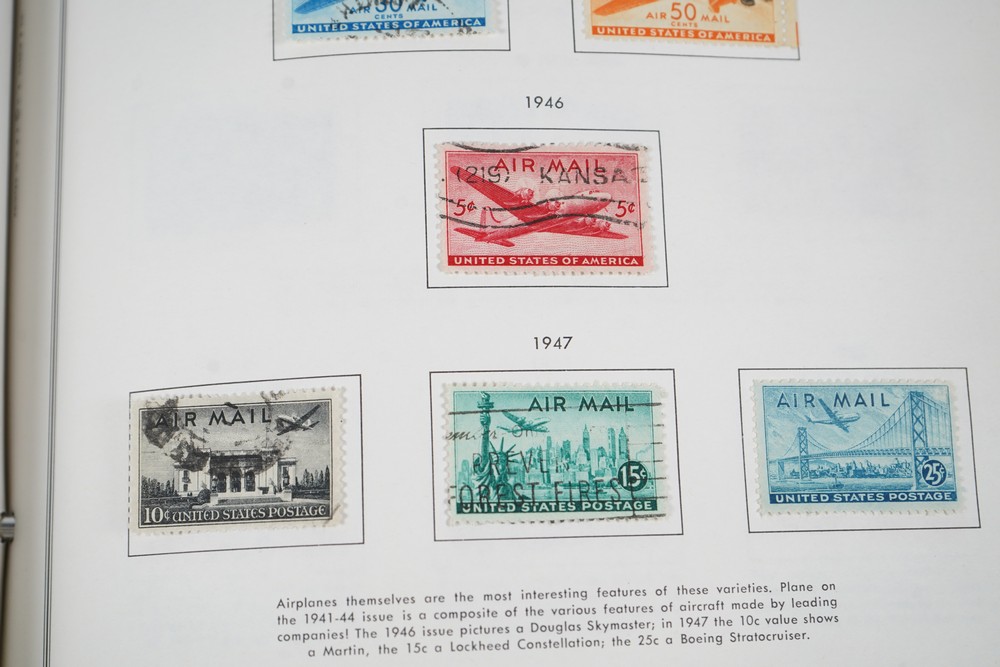 AIR 30 MAIL AIR 50 MAIL
CENTS CENTS
UNITED STATES OF AMERICA UNITED STATES OF AMERICA
1946
AIR MAIL
(219) KANSA
5¢ 5¢
UNITED STATES OF AMERICA
1947
AIR MAIL
10¢ UNITED STATES POSTAGE
AIR MAIL
15¢
FOREST FIRES
UNITED STATES POSTAGE
AIR MAIL
25¢
UNITED STATES POSTAGE
Airplanes themselves are the most interesting features of these varieties. Plane on
the 1941-44 issue is a composite of the various features of aircraft made by leading
companies! The 1946 issue pictures a Douglas Skymaster; in 1947 the 10c value shows
a Martin, the 15c a Lockheed Constellation; the 25c a Boeing Stratocruiser.